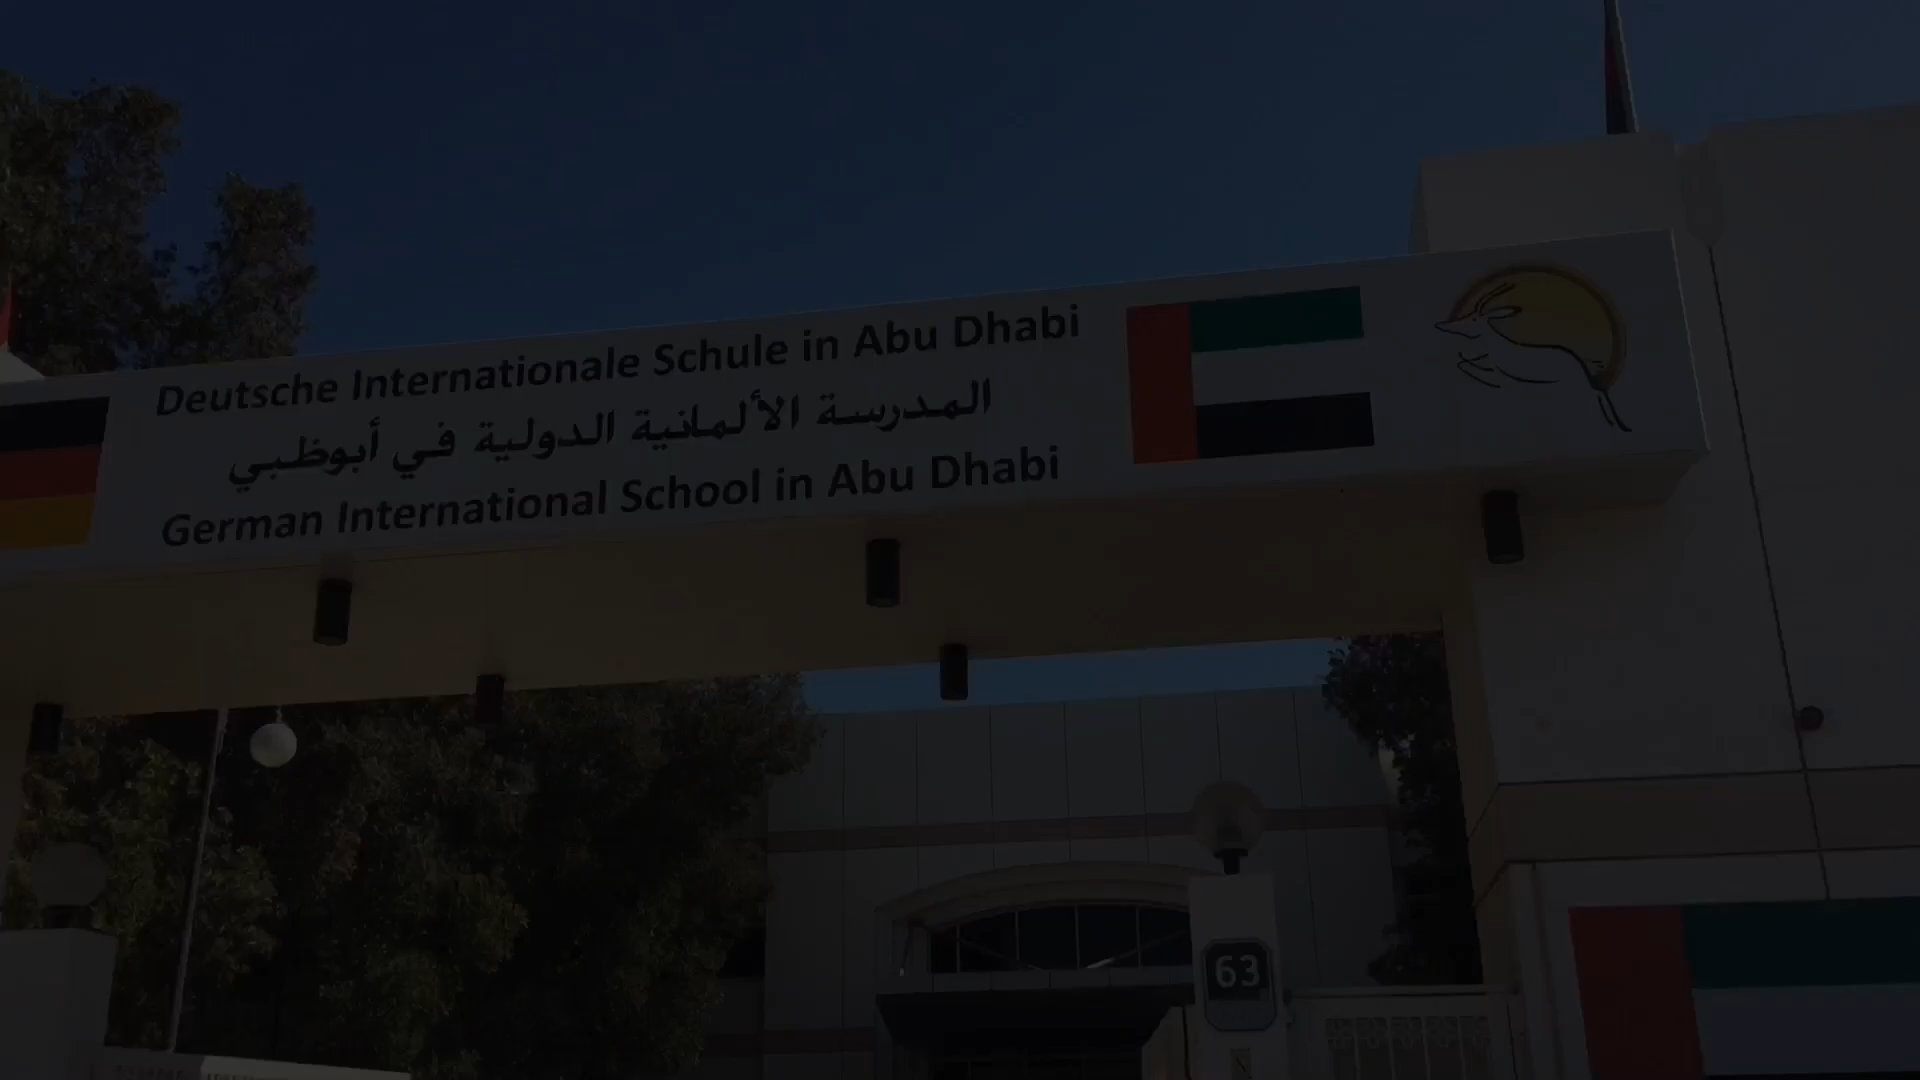 Deutsche Internationale Schule in Abu Dhabi
المدرسة الألمانية الدولية في أبوظبي
German International School in Abu Dhabi
63